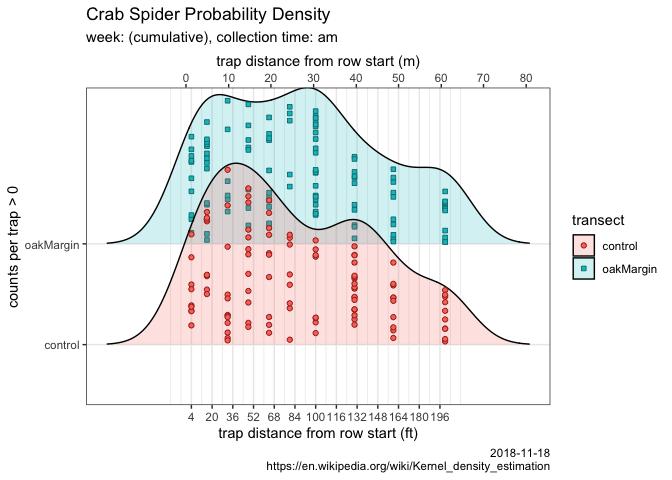 Crab Spider Probability Density
week: (cumulative), collection time: am
trap distance from row start (m)
0 10 20 30 40 50 60 70 80
counts per trap > 0
oakMargin
control
transect
control
oakMargin
4 20 36 52 68 84 100 116 132 148 164 180 196
trap distance from row start (ft)
2018-11-18
https://en.wikipedia.org/wiki/Kernel_density_estimation